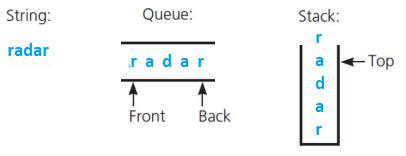 String:
radar
Queue:
r a d a r
Front
Back
Stack:
r
a
d
a
r
Top